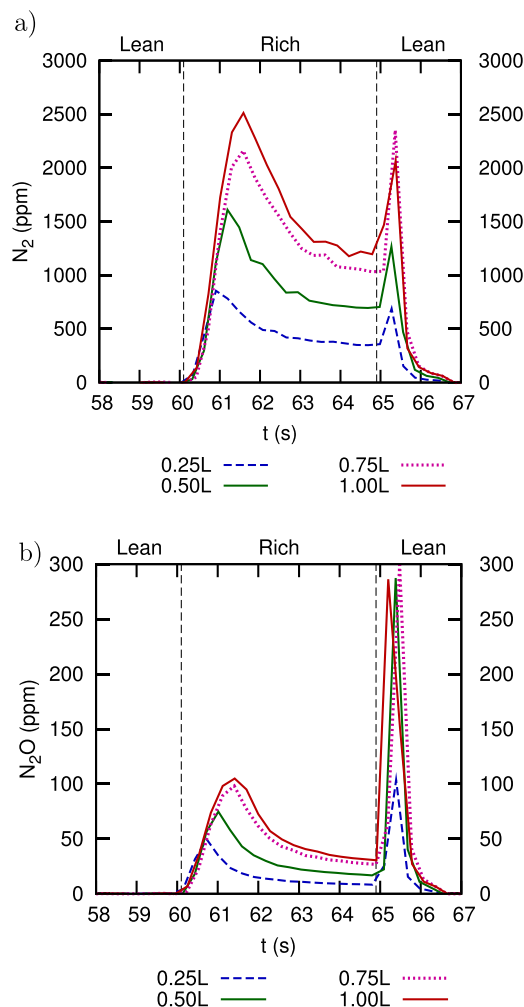 a)
Lean Rich Lean
3000 3000
2500 2500
2000 2000
1500 1500
1000 1000
500 500
0 0
N2 (ppm)
58 59 60 61 62 63 64 65 66 67
t (s)
0.25L 0.75L
0.50L 1.00L
b)
Lean Rich Lean
300 300
250 250
200 200
150 150
100 100
50 50
0 0
N2O (ppm)
58 59 60 61 62 63 64 65 66 67
t (s)
0.25L 0.75L
0.50L 1.00L